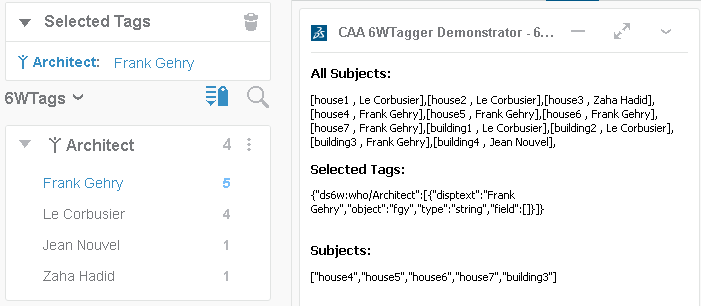 Selected Tags
Architect: Frank Gehry
6WTags
Architect 4
Frank Gehry 5
Le Corbusier 4
Jean Nouvel 1
Zaha Hadid 1
CAA 6WTagger Demonstrator - 6...
All Subjects:
[house1 , Le Corbusier],[house2 , Le Corbusier],[house3 , Zaha Hadid],
[house4 , Frank Gehry],[house5 , Frank Gehry],[house6 , Frank Gehry],
[house7 , Frank Gehry],[building1 , Le Corbusier],[building2 , Le Corbusier],
[building3 , Frank Gehry],[building4 , Jean Nouvel],
Selected Tags:
{"ds6w:who/Architect":[{"disptext":"Frank
Gehry","object":"fgy","type":"string","field":[]}]}
Subjects:
["house4","house5","house6","house7","building3"]